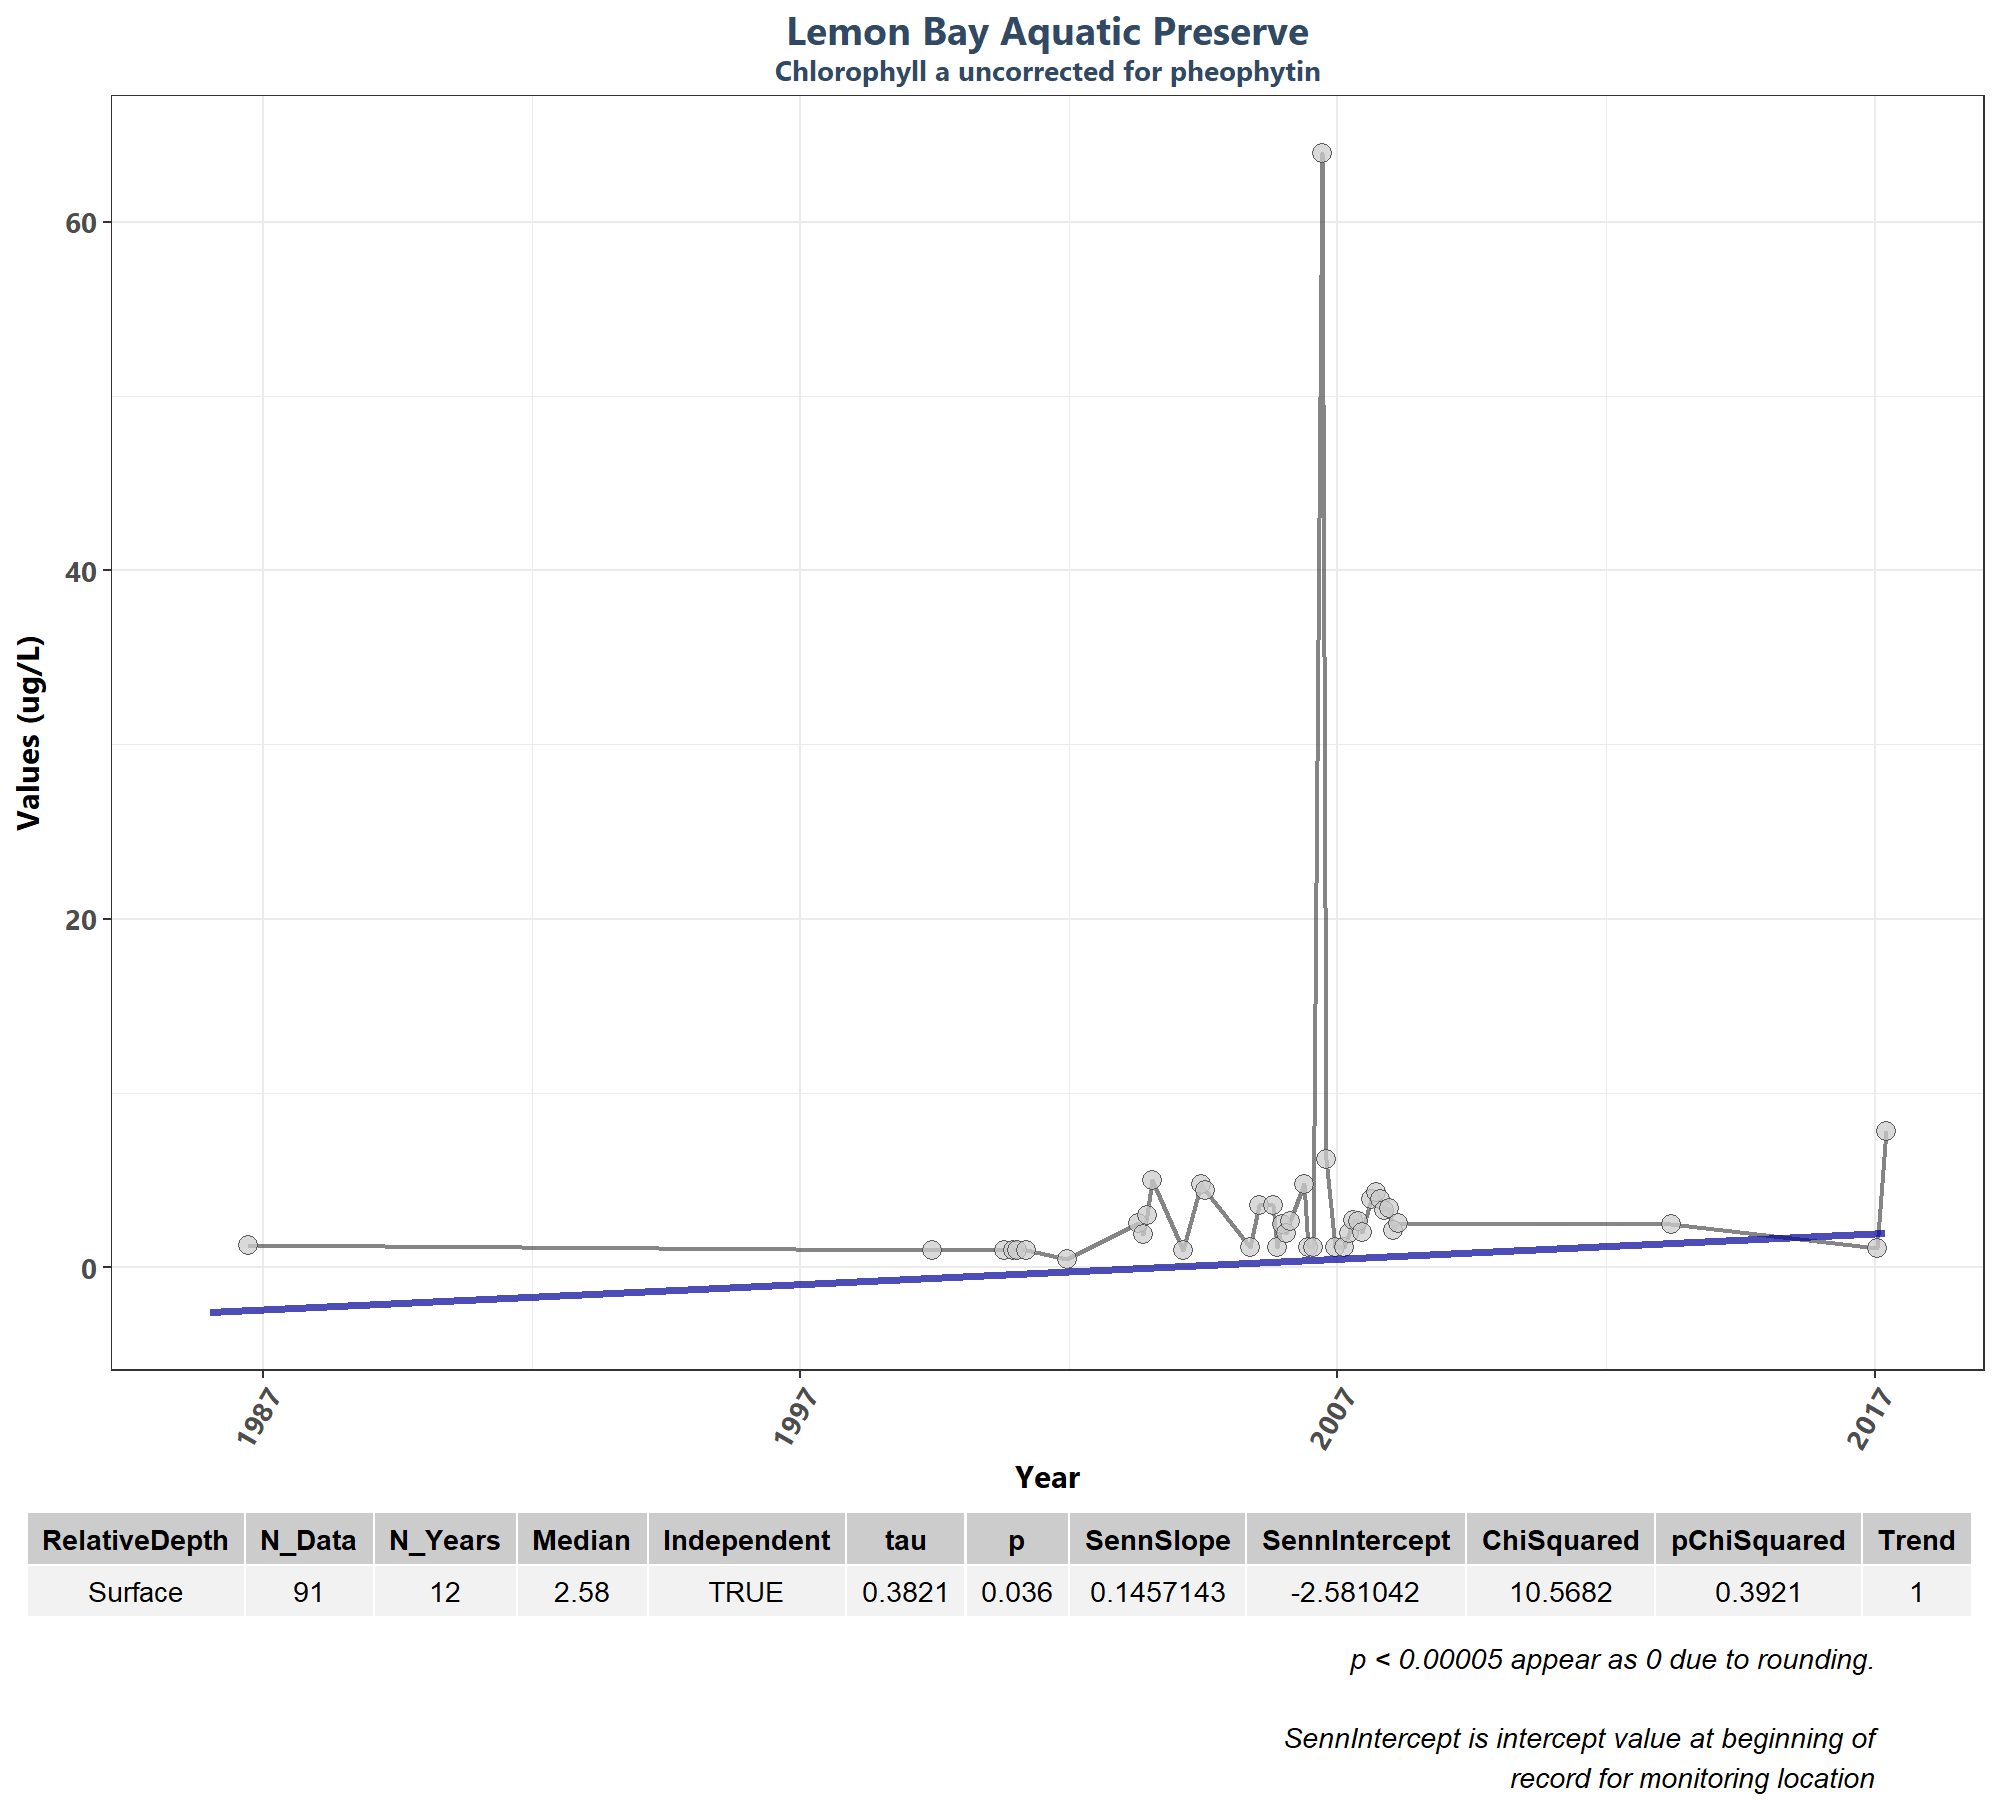 Lemon Bay Aquatic Preserve
Chlorophyll a uncorrected for pheophytin
Values (ug/L)
60
40
20
0
1987 1997 2007 2017
Year
RelativeDepth N_Data N_Years Median Independent tau p SennSlope SennIntercept ChiSquared pChiSquared Trend
Surface 91 12 2.58 TRUE 0.3821 0.036 0.1457143 -2.581042 10.5682 0.3921 1
p < 0.00005 appear as 0 due to rounding.
SennIntercept is intercept value at beginning of
record for monitoring location